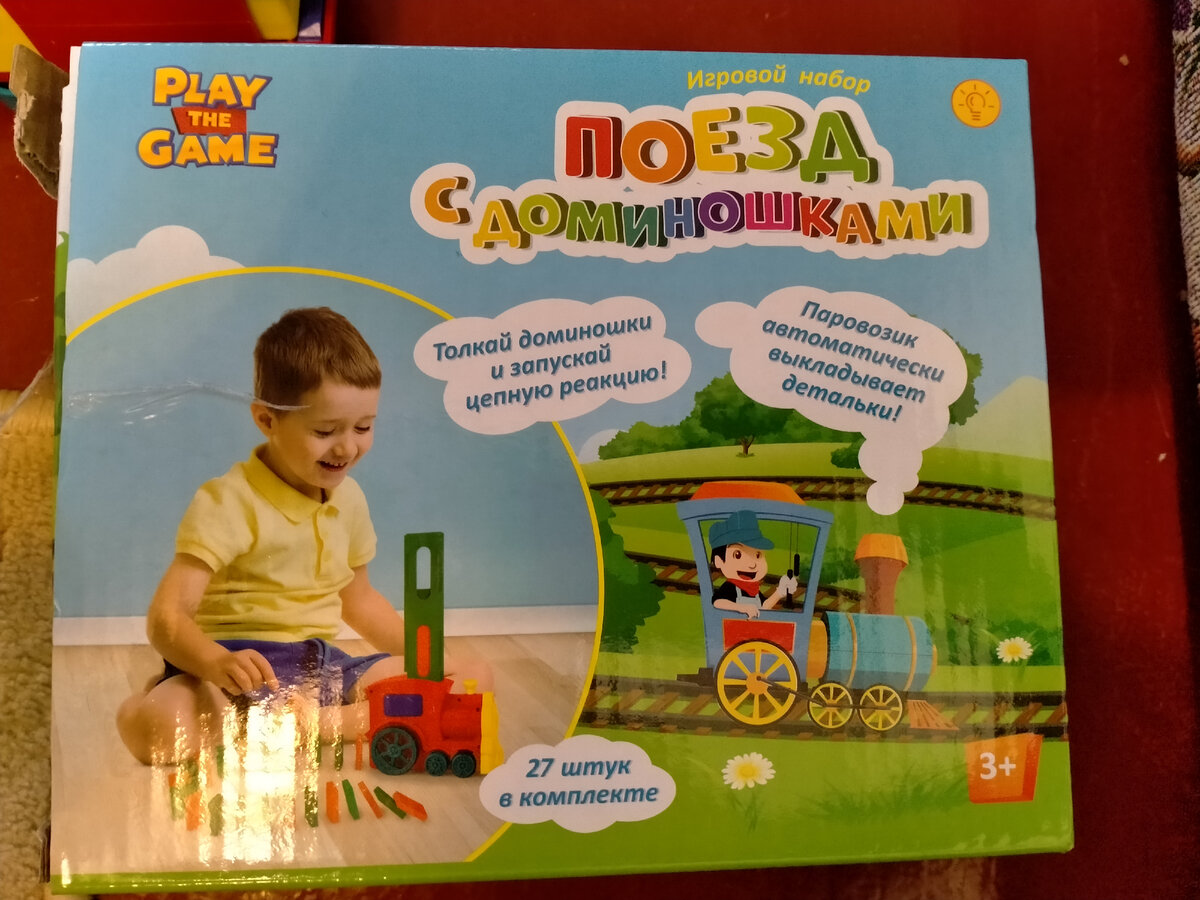 PLAY
THE
GAME
Игровой набор
ПОЕЗД
С ДОМИНОШКАМИ
Толкай доминошки
и запускай
цепную реакцию!
Паровозик
автоматически
выкладывает
детальки!
27 штук
в комплекте
3+